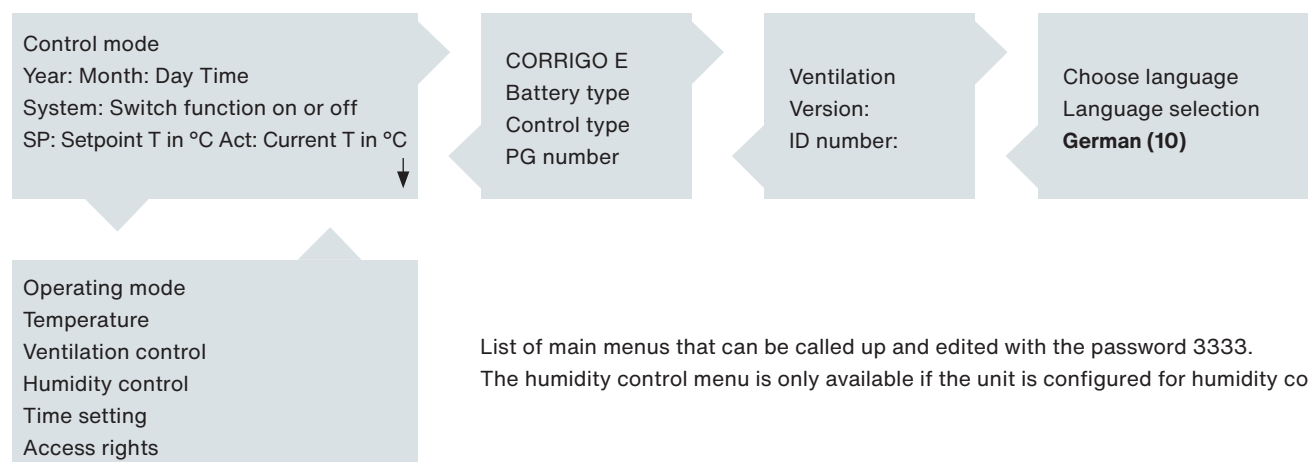 Control mode
Year: Month: Day Time
System: Switch function on or off
SP: Setpoint T in °C Act: Current T in °C
CORRIGO E
Battery type
Control type
PG number
Ventilation
Version:
ID number:
Choose language
Language selection
German (10)
Operating mode
Temperature
Ventilation control
Humidity control
Time setting
Access rights
List of main menus that can be called up and edited with the password 3333.
The humidity control menu is only available if the unit is configured for humidity co